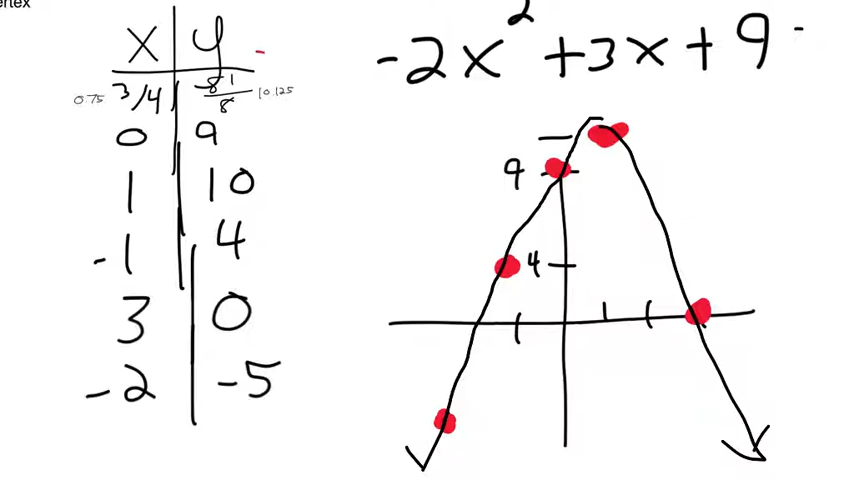 ertex
x y
0.75 3/4 81/8 10.125
0 9
1 10
-1 4
3 0
-2 -5
-2x² +3x + 9
9
4